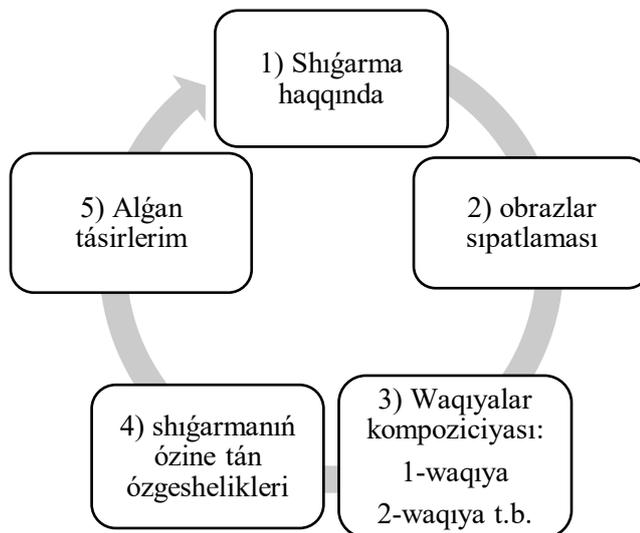 1) Shıǵarma
haqqında
2) obrazlar
sıpatlaması
3) Waqıyalar
kompoziciyası:
1-waqıya
2-waqıya t.b.
4) shıǵarmanıń
ózine tán
ózgeshelikleri
5) Alǵan
tásirlerim